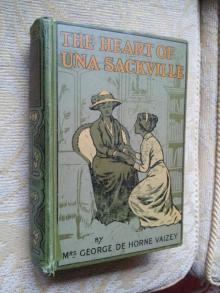 THE HEART OF
UNA SACKVILLE
BY
MRS GEORGE DE HORNE VAIZEY